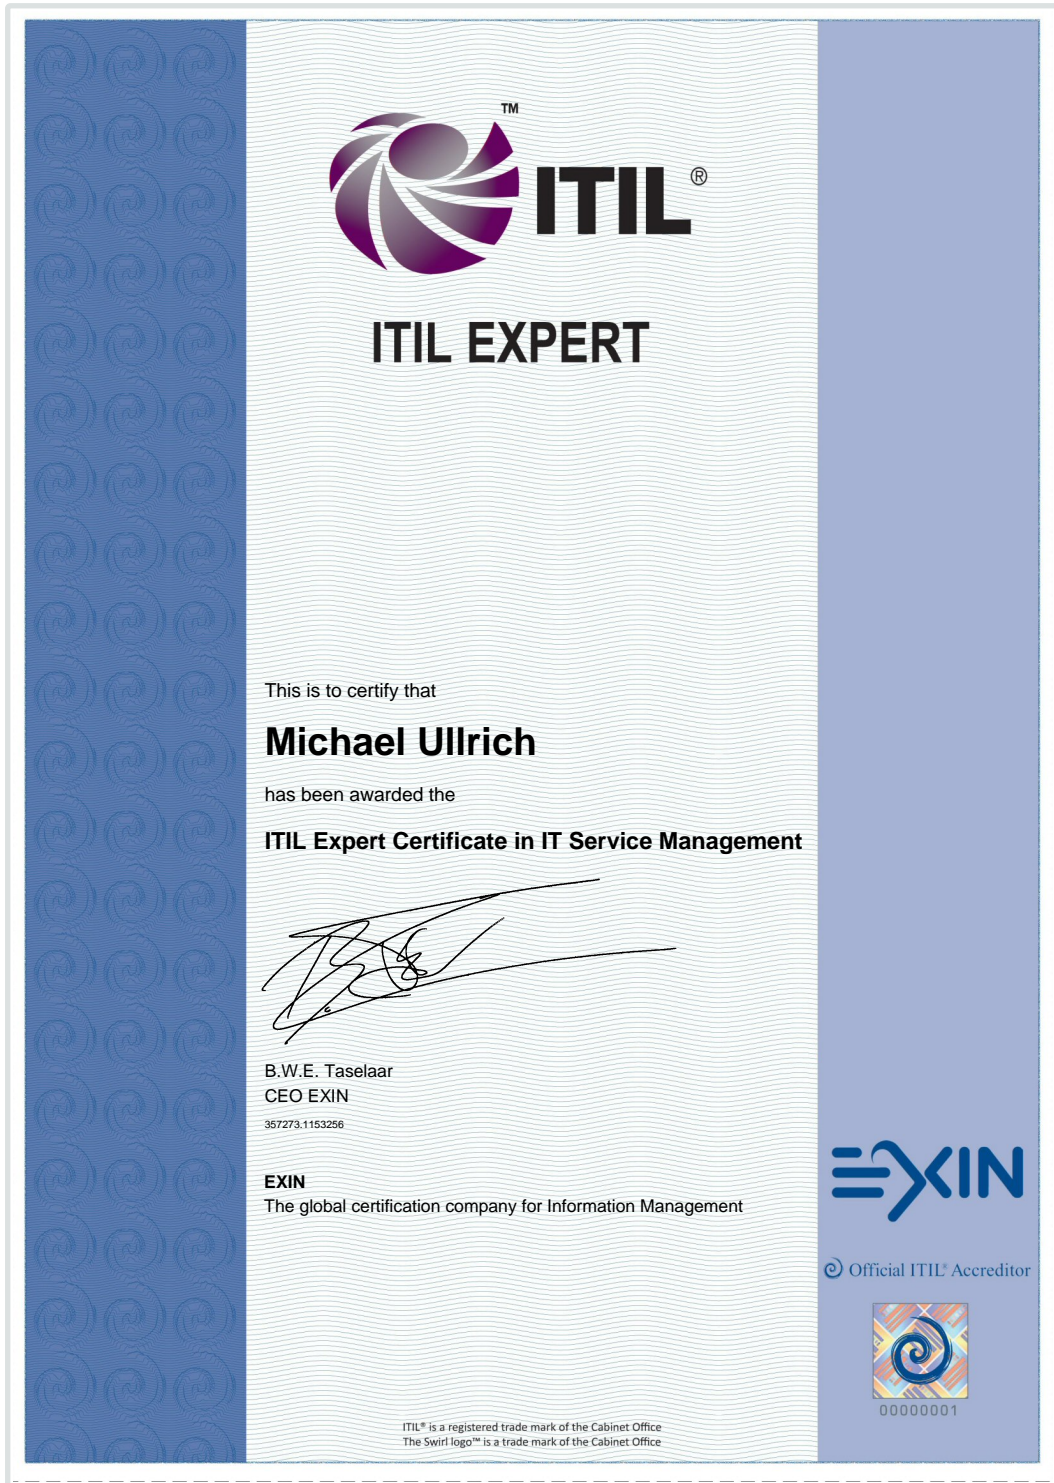 TM
ITIL®
ITIL EXPERT
This is to certify that
Michael Ullrich
has been awarded the
ITIL Expert Certificate in IT Service Management
B.W.E. Taselaar
CEO EXIN
357273.1153256
EXIN
The global certification company for Information Management
EXIN
Official ITIL® Accreditor
00000001
ITIL® is a registered trade mark of the Cabinet Office
The Swirl logo™ is a trade mark of the Cabinet Office